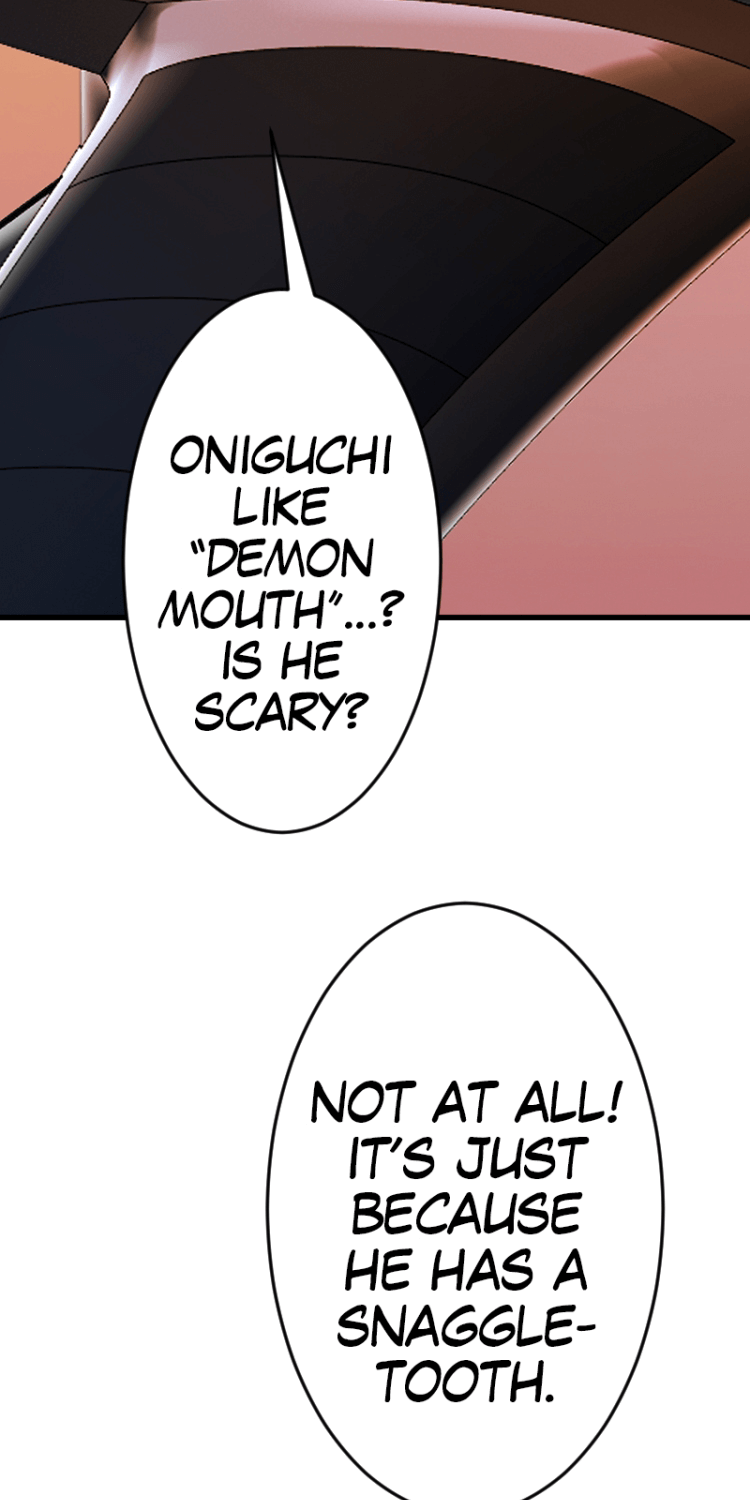 ONIGUCHI
LIKE
"DEMON
MOUTH"...?
IS HE
SCARY?
NOT AT ALL!
IT'S JUST
BECAUSE
HE HAS A
SNAGGLE-
TOOTH.